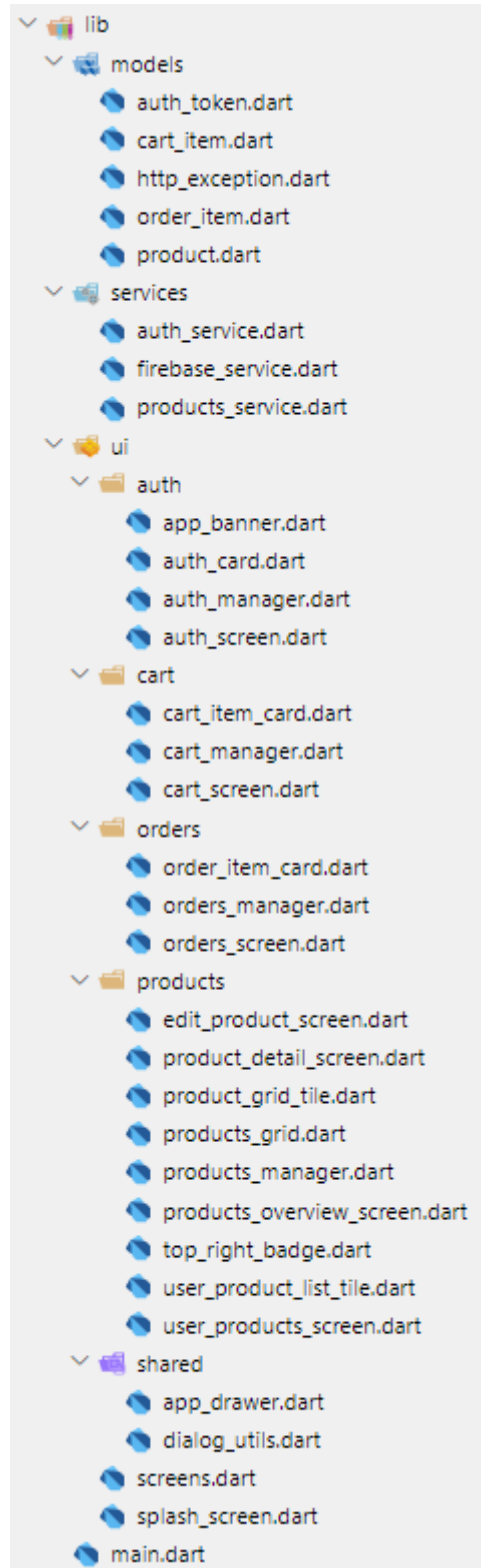 lib
models
auth_token.dart
cart_item.dart
http_exception.dart
order_item.dart
product.dart
services
auth_service.dart
firebase_service.dart
products_service.dart
ui
auth
app_banner.dart
auth_card.dart
auth_manager.dart
auth_screen.dart
cart
cart_item_card.dart
cart_manager.dart
cart_screen.dart
orders
order_item_card.dart
orders_manager.dart
orders_screen.dart
products
edit_product_screen.dart
product_detail_screen.dart
product_grid_tile.dart
products_grid.dart
products_manager.dart
products_overview_screen.dart
top_right_badge.dart
user_product_list_tile.dart
user_products_screen.dart
shared
app_drawer.dart
dialog_utils.dart
screens.dart
splash_screen.dart
main.dart